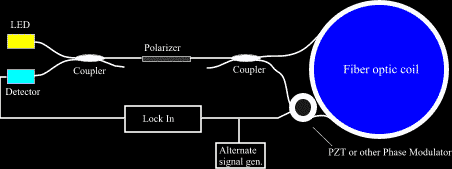 LED
Polarizer
Coupler
Coupler
Fiber optic coil
Detector
Lock In
Alternate
signal gen.
PZT or other Phase Modulator